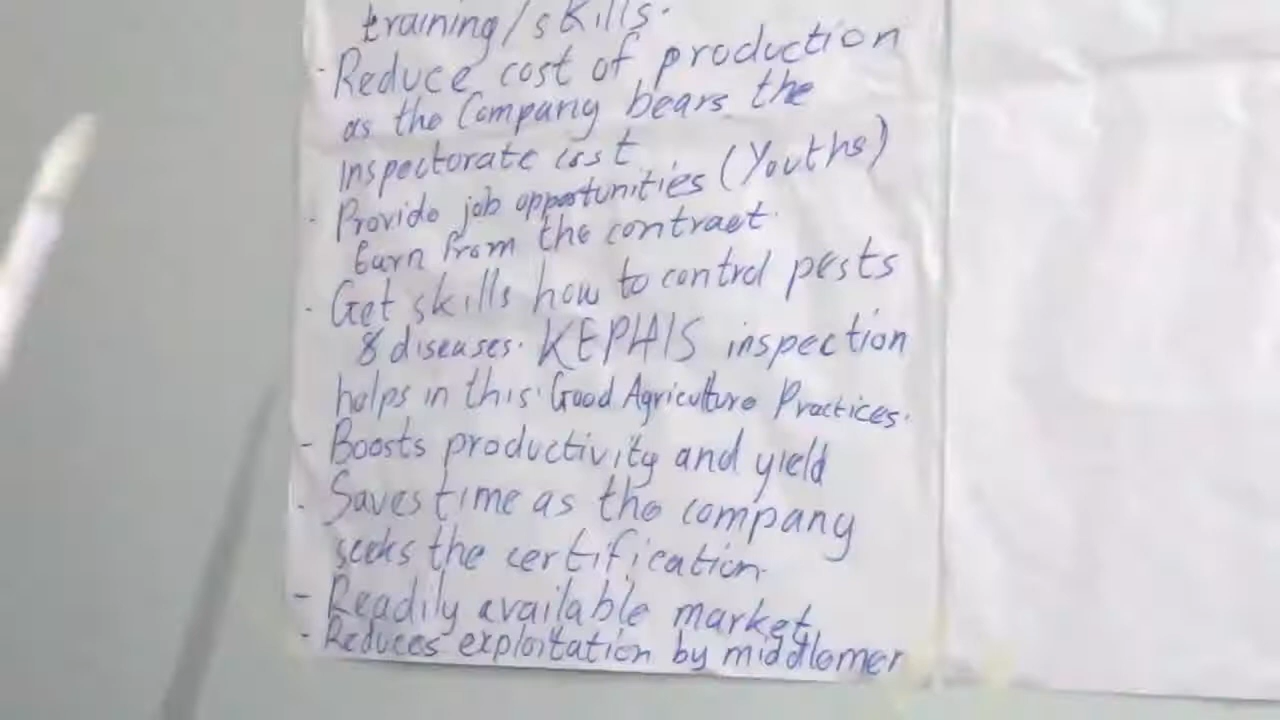 training/skills.
- Reduce cost of production
as the Company bears the
inspectorate cost
- Provide job opportunities (Youths)
Earn from the contract.
- Get skills how to control pests
& diseases. KEPHIS inspection
helps in this. Good Agriculture Practices.
- Boosts productivity and yield
- Saves time as the company
seeks the certification.
- Readily available market
- Reduces exploitation by middlemen